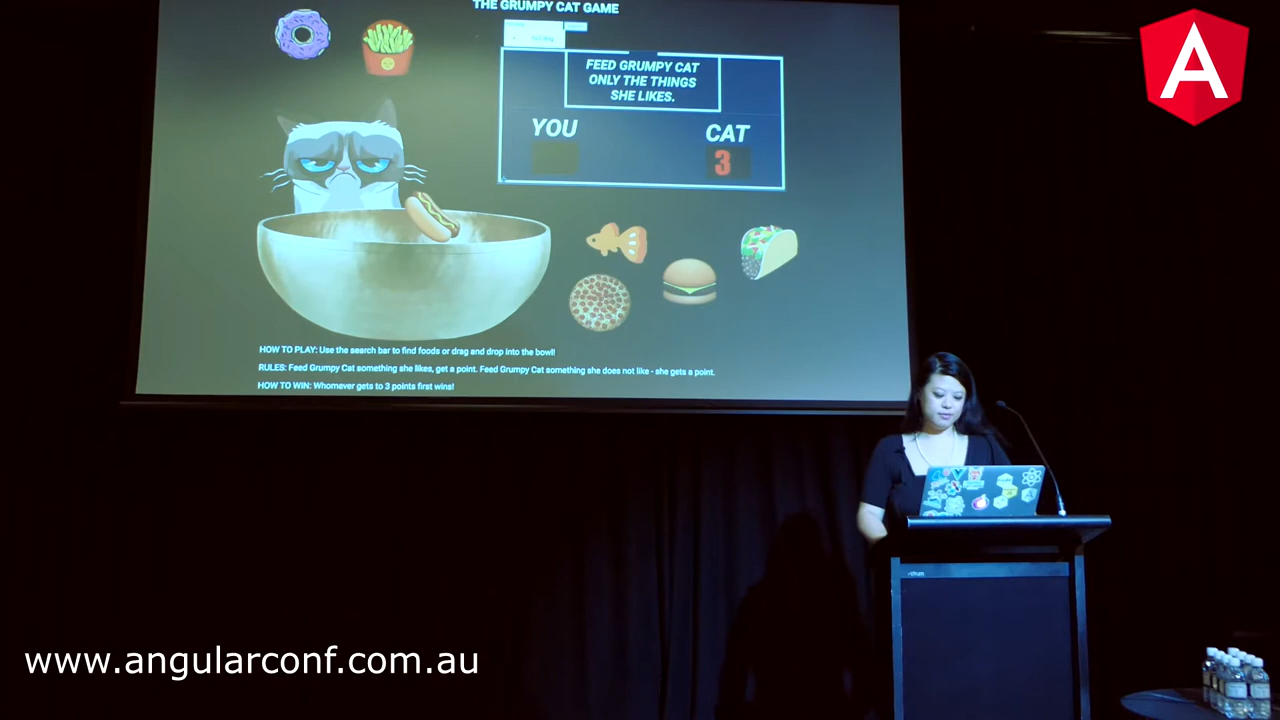 THE GRUMPY CAT GAME
FEED GRUMPY CAT
ONLY THE THINGS
SHE LIKES.
YOU
CAT
3
HOW TO PLAY: Use the search bar to find foods or drag and drop into the bowl!
RULES: Feed Grumpy Cat something she likes, get a point. Feed Grumpy Cat something she does not like - she gets a point.
HOW TO WIN: Whomever gets to 3 points first wins!
A
www.angularconf.com.au